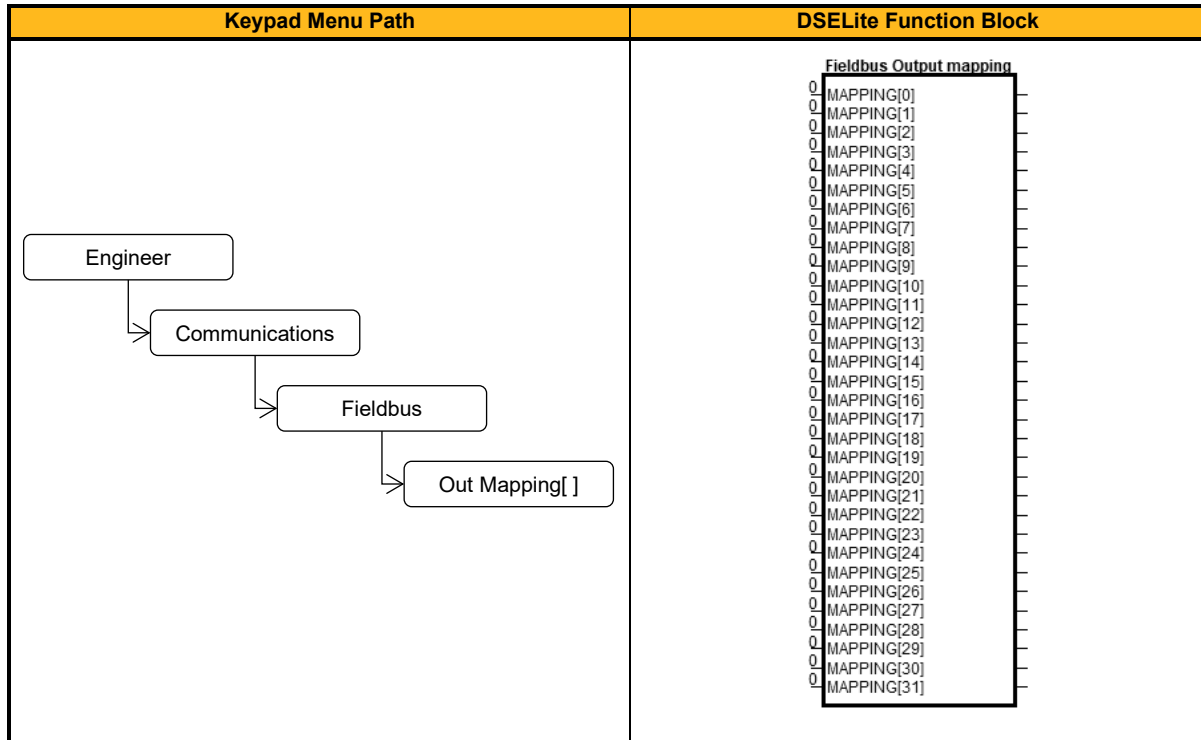 Keypad Menu Path
DSELite Function Block
Engineer
Communications
Fieldbus
Out Mapping[ ]
Fieldbus Output mapping
0 MAPPING[0]
0 MAPPING[1]
0 MAPPING[2]
0 MAPPING[3]
0 MAPPING[4]
0 MAPPING[5]
0 MAPPING[6]
0 MAPPING[7]
0 MAPPING[8]
0 MAPPING[9]
0 MAPPING[10]
0 MAPPING[11]
0 MAPPING[12]
0 MAPPING[13]
0 MAPPING[14]
0 MAPPING[15]
0 MAPPING[16]
0 MAPPING[17]
0 MAPPING[18]
0 MAPPING[19]
0 MAPPING[20]
0 MAPPING[21]
0 MAPPING[22]
0 MAPPING[23]
0 MAPPING[24]
0 MAPPING[25]
0 MAPPING[26]
0 MAPPING[27]
0 MAPPING[28]
0 MAPPING[29]
0 MAPPING[30]
0 MAPPING[31]